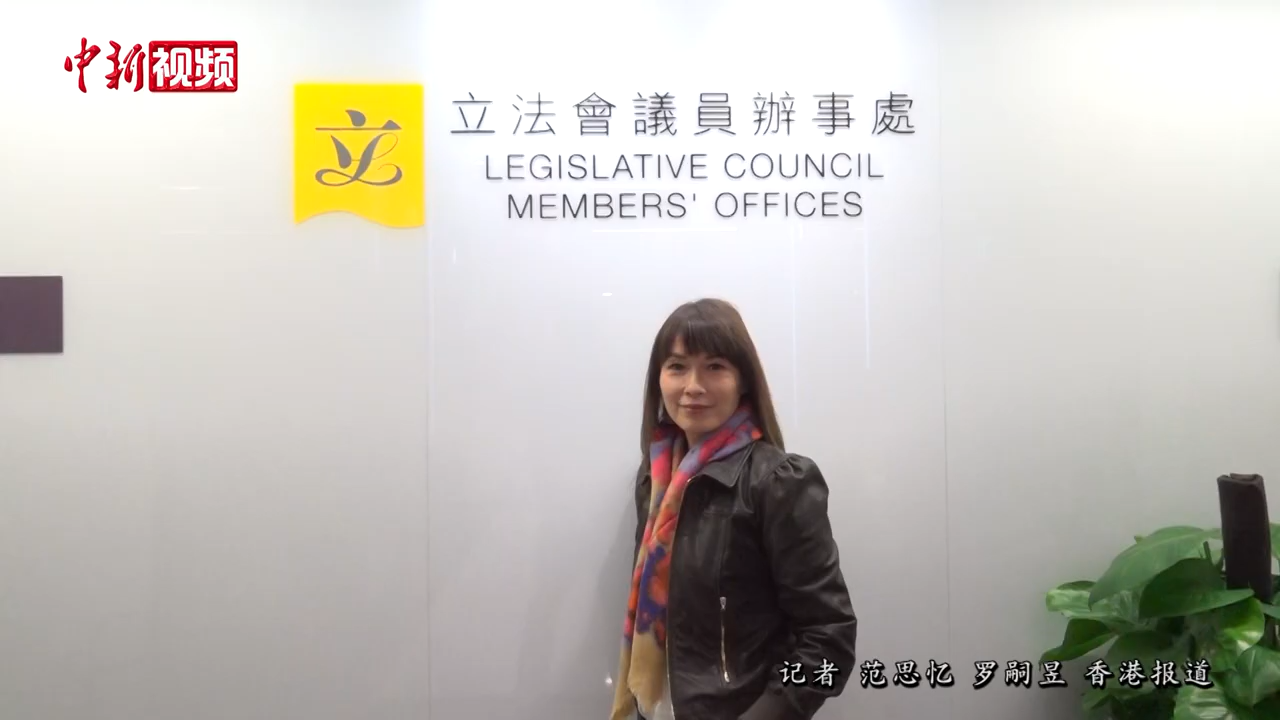 中新视频
立
立法會議員辦事處
LEGISLATIVE COUNCIL
MEMBERS' OFFICES
记者 范思忆 罗嗣昱 香港报道